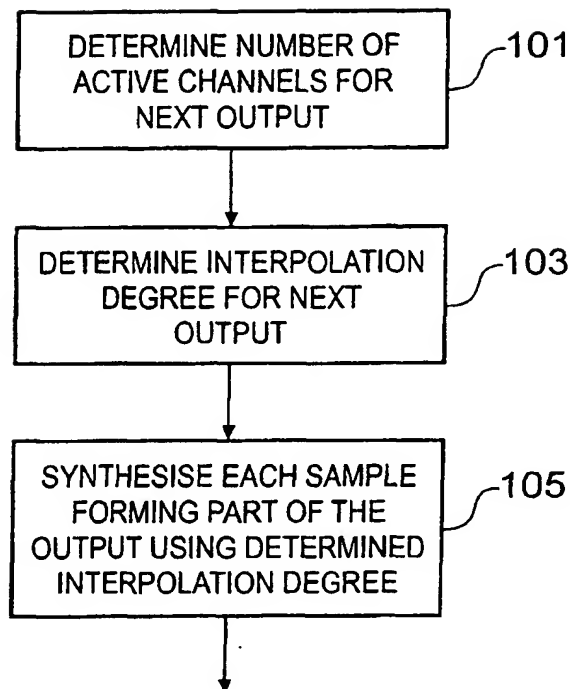 DETERMINE NUMBER OF
ACTIVE CHANNELS FOR
NEXT OUTPUT
101
DETERMINE INTERPOLATION
DEGREE FOR NEXT
OUTPUT
103
SYNTHESISE EACH SAMPLE
FORMING PART OF THE
OUTPUT USING DETERMINED
INTERPOLATION DEGREE
105